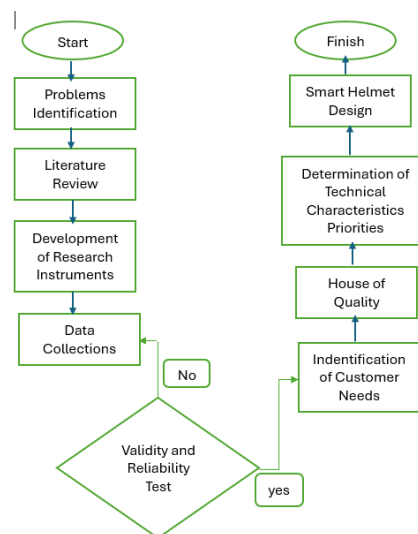 Start
Problems
Identification
Literature
Review
Development
of Research
Instruments
Data
Collections
No
Validity and
Reliability
Test
yes
Indentification
of Customer
Needs
House of
Quality
Determination of
Technical
Characteristics
Priorities
Smart Helmet
Design
Finish